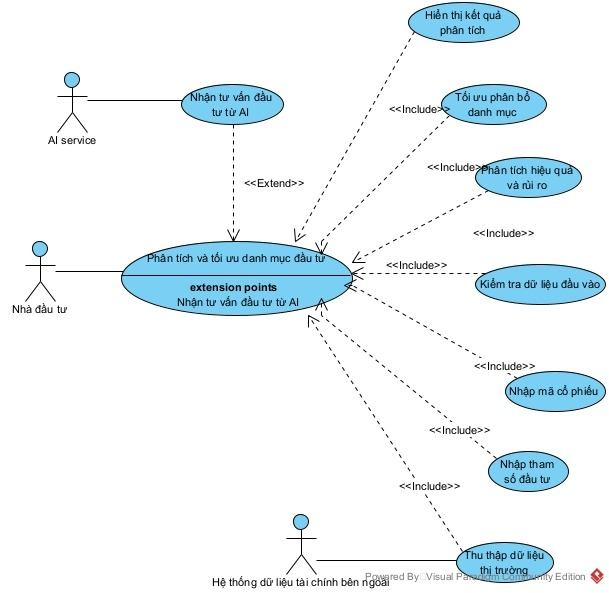 Hiển thị kết quả
phân tích
Tối ưu phân bổ
danh mục
<<Include>>
Nhận tư vấn đầu
tư từ AI
AI service
<<Include>>
Phân tích hiệu quả
và rủi ro
<<Extend>>
<<Include>>
Phân tích và tối ưu danh mục đầu tư
<<Include>>
extension points
Nhận tư vấn đầu tư từ AI
Kiểm tra dữ liệu đầu vào
Nhà đầu tư
<<Include>>
Nhập mã cổ phiếu
<<Include>>
Nhập tham
số đầu tư
<<Include>>
Thu thập dữ liệu
thị trường
Hệ thống dữ liệu tài chính bên ngoài
Powered By Visual Paradigm Community Edition